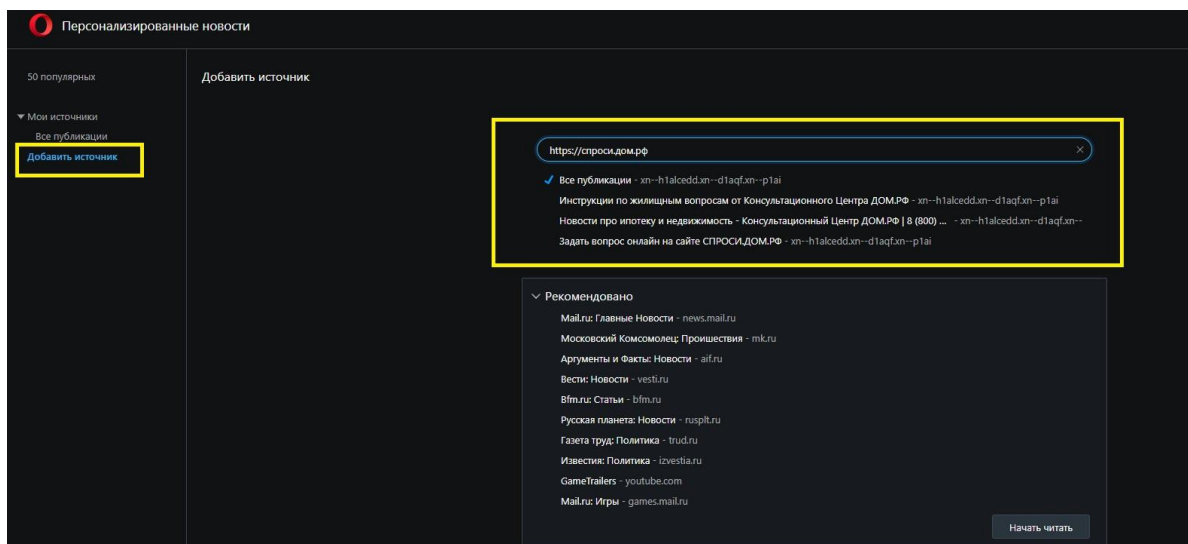 Персонализированные новости
50 популярных
Мои источники
Все публикации
Добавить источник
Добавить источник
https://спроси.дом.рф
Все публикации - xn--h1alcedd.xn--d1aqf.xn--p1ai
Инструкции по жилищным вопросам от Консультационного Центра ДОМ.РФ - xn--h1alcedd.xn--d1aqf.xn--p1ai
Новости про ипотеку и недвижимость - Консультационный Центр ДОМ.РФ | 8 (800) ... - xn--h1alcedd.xn--d1aqf.xn--
Задать вопрос онлайн на сайте СПРОСИ.ДОМ.РФ - xn--h1alcedd.xn--d1aqf.xn--p1ai
Рекомендовано
Mail.ru: Главные Новости - news.mail.ru
Московский Комсомолец: Проишествия - mk.ru
Аргументы и Факты: Новости - aif.ru
Вести: Новости - vesti.ru
Bfm.ru: Статьи - bfm.ru
Русская планета: Новости - rusplt.ru
Газета труд: Политика - trud.ru
Известия: Политика - izvestia.ru
GameTrailers - youtube.com
Mail.ru: Игры - games.mail.ru
Начать читать